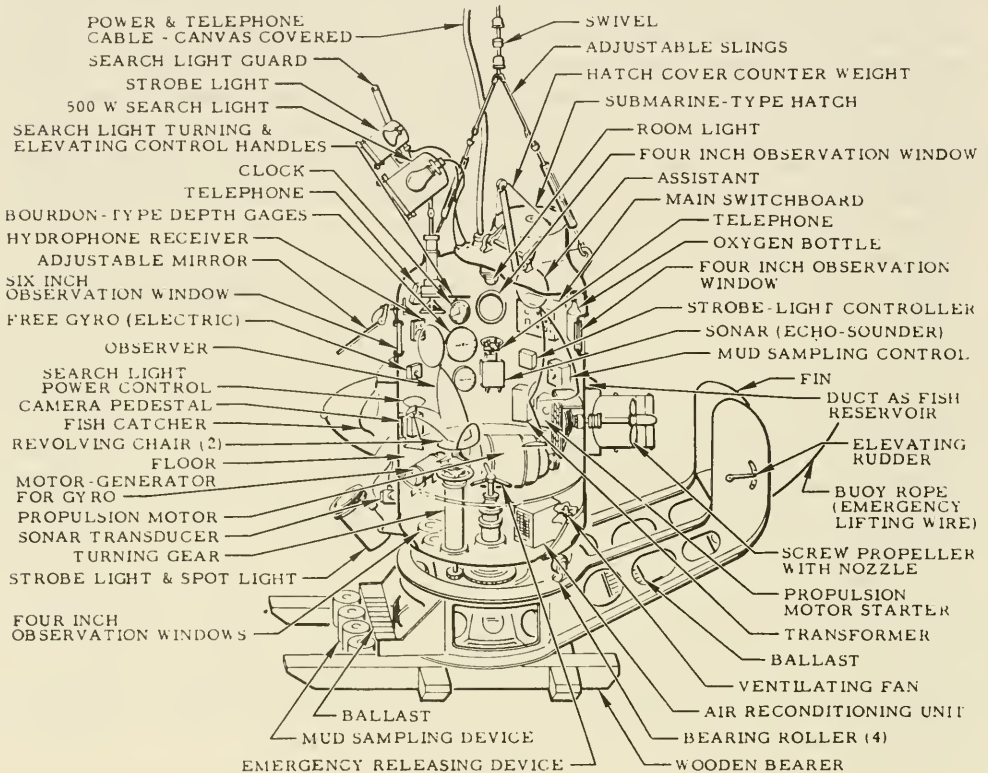 POWER & TELEPHONE
CABLE - CANVAS COVERED
SEARCH LIGHT GUARD
STROBE LIGHT
500 W SEARCH LIGHT
SEARCH LIGHT TURNING &
ELEVATING CONTROL HANDLES
CLOCK
TELEPHONE
BOURDON-TYPE DEPTH GAGES
HYDROPHONE RECEIVER
ADJUSTABLE MIRROR
SIX INCH
OBSERVATION WINDOW
FREE GYRO (ELECTRIC)
OBSERVER
SEARCH LIGHT
POWER CONTROL
CAMERA PEDESTAL
FISH CATCHER
REVOLVING CHAIR (2)
FLOOR
MOTOR-GENERATOR
FOR GYRO
PROPULSION MOTOR
SONAR TRANSDUCER
TURNING GEAR
STROBE LIGHT & SPOT LIGHT
FOUR INCH
OBSERVATION WINDOWS
BALLAST
MUD SAMPLING DEVICE
EMERGENCY RELEASING DEVICE
SWIVEL
ADJUSTABLE SLINGS
HATCH COVER COUNTER WEIGHT
SUBMARINE-TYPE HATCH
ROOM LIGHT
FOUR INCH OBSERVATION WINDOW
ASSISTANT
MAIN SWITCHBOARD
TELEPHONE
OXYGEN BOTTLE
FOUR INCH OBSERVATION
WINDOW
STROBE-LIGHT CONTROLLER
SONAR (ECHO-SOUNDER)
MUD SAMPLING CONTROL
FIN
DUCT AS FISH
RESERVOIR
ELEVATING
RUDDER
BUOY ROPE
(EMERGENCY
LIFTING WIRE)
SCREW PROPELLER
WITH NOZZLE
PROPULSION
MOTOR STARTER
TRANSFORMER
BALLAST
VENTILATING FAN
AIR RECONDITIONING UNIT
BEARING ROLLER (4)
WOODEN BEARER